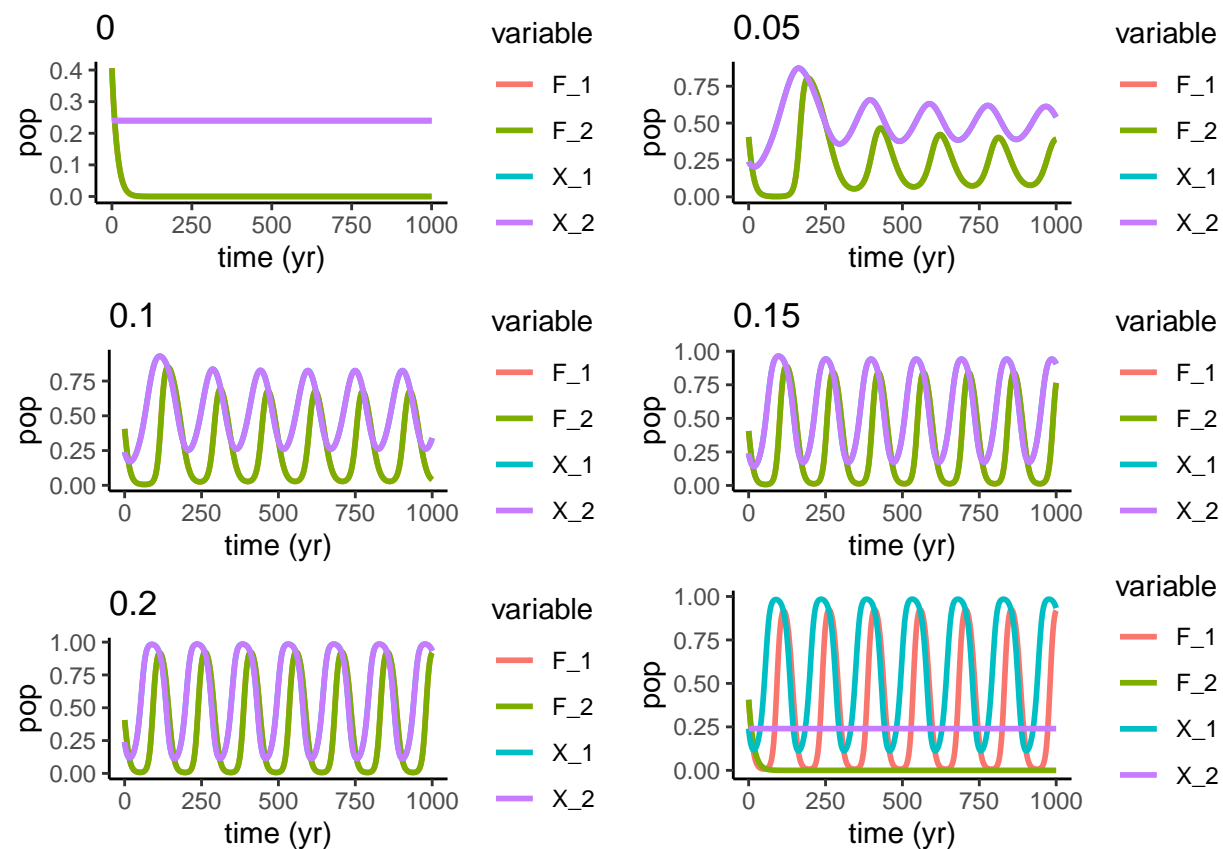 0
variable
0.4
0.3
0.2
0.1
0.0
pop
0 250 500 750 1000
time (yr)
F_1
F_2
X_1
X_2
0.05
variable
0.75
0.50
0.25
0.00
pop
0 250 500 750 1000
time (yr)
F_1
F_2
X_1
X_2
0.1
variable
0.75
0.50
0.25
0.00
pop
0 250 500 750 1000
time (yr)
F_1
F_2
X_1
X_2
0.15
variable
1.00
0.75
0.50
0.25
0.00
pop
0 250 500 750 1000
time (yr)
F_1
F_2
X_1
X_2
0.2
variable
1.00
0.75
0.50
0.25
0.00
pop
0 250 500 750 1000
time (yr)
F_1
F_2
X_1
X_2
variable
1.00
0.75
0.50
0.25
0.00
pop
0 250 500 750 1000
time (yr)
F_1
F_2
X_1
X_2